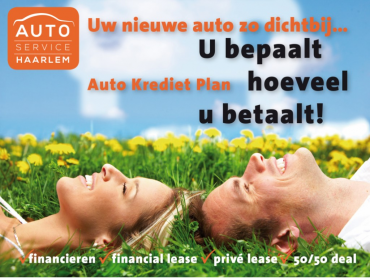 AUTO
SERVICE
HAARLEM
Uw nieuwe auto zo dichtbij...
U bepaalt
Auto Krediet Plan hoeveel
u betaalt!
✓financieren ✓financial lease ✓privé lease ✓50/50 deal